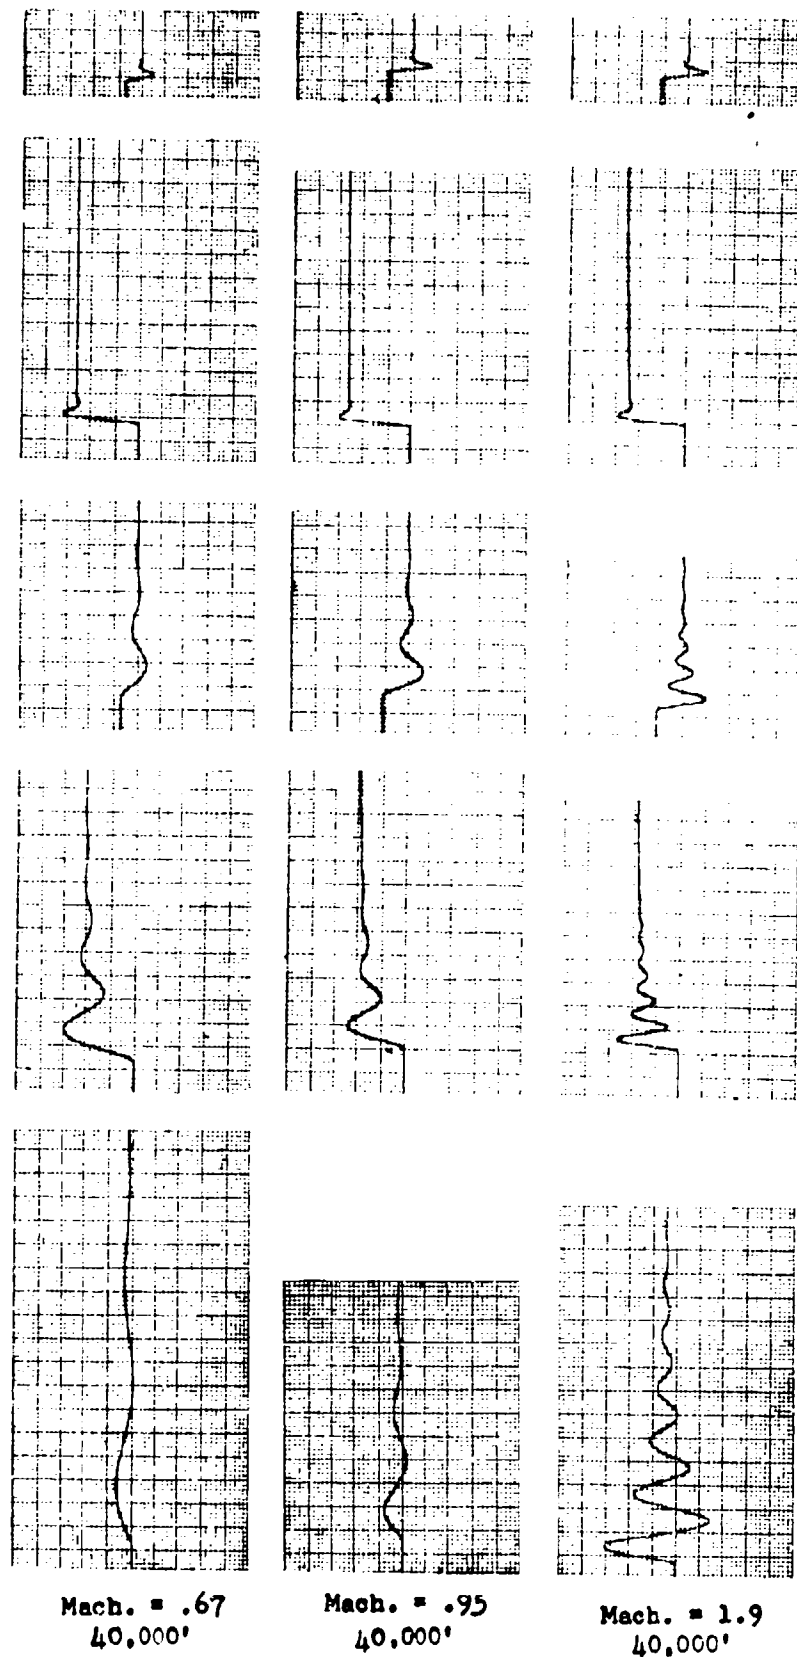 Mach. = .67
40,000'
Mach. = .95
40,000'
Mach. = 1.9
40,000'